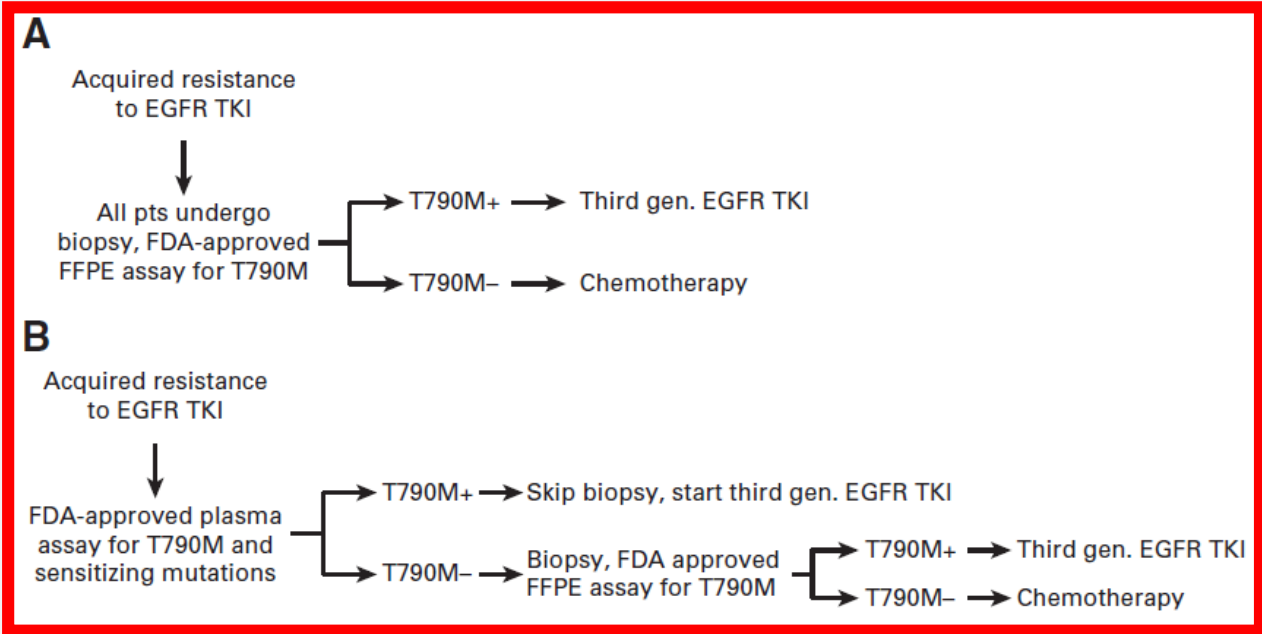 A
Acquired resistance
to EGFR TKI
All pts undergo
biopsy, FDA-approved
FFPE assay for T790M
T790M+
Third gen. EGFR TKI
T790M–
Chemotherapy
B
Acquired resistance
to EGFR TKI
FDA-approved plasma
assay for T790M and
sensitizing mutations
T790M+
Skip biopsy, start third gen. EGFR TKI
T790M–
Biopsy, FDA approved
FFPE assay for T790M
T790M+
Third gen. EGFR TKI
T790M–
Chemotherapy